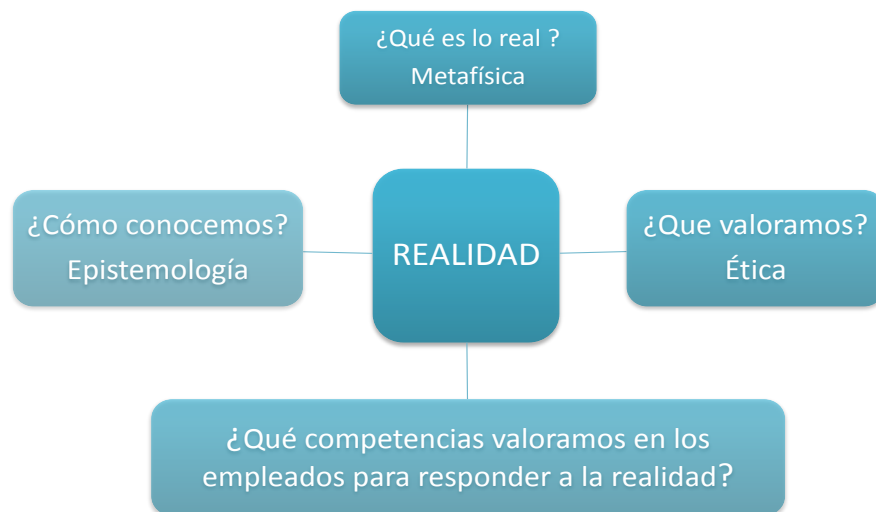 ¿Qué es lo real ?
Metafísica
¿Cómo conocemos?
Epistemología
REALIDAD
¿Que valoramos?
Ética
¿Qué competencias valoramos en los
empleados para responder a la realidad?